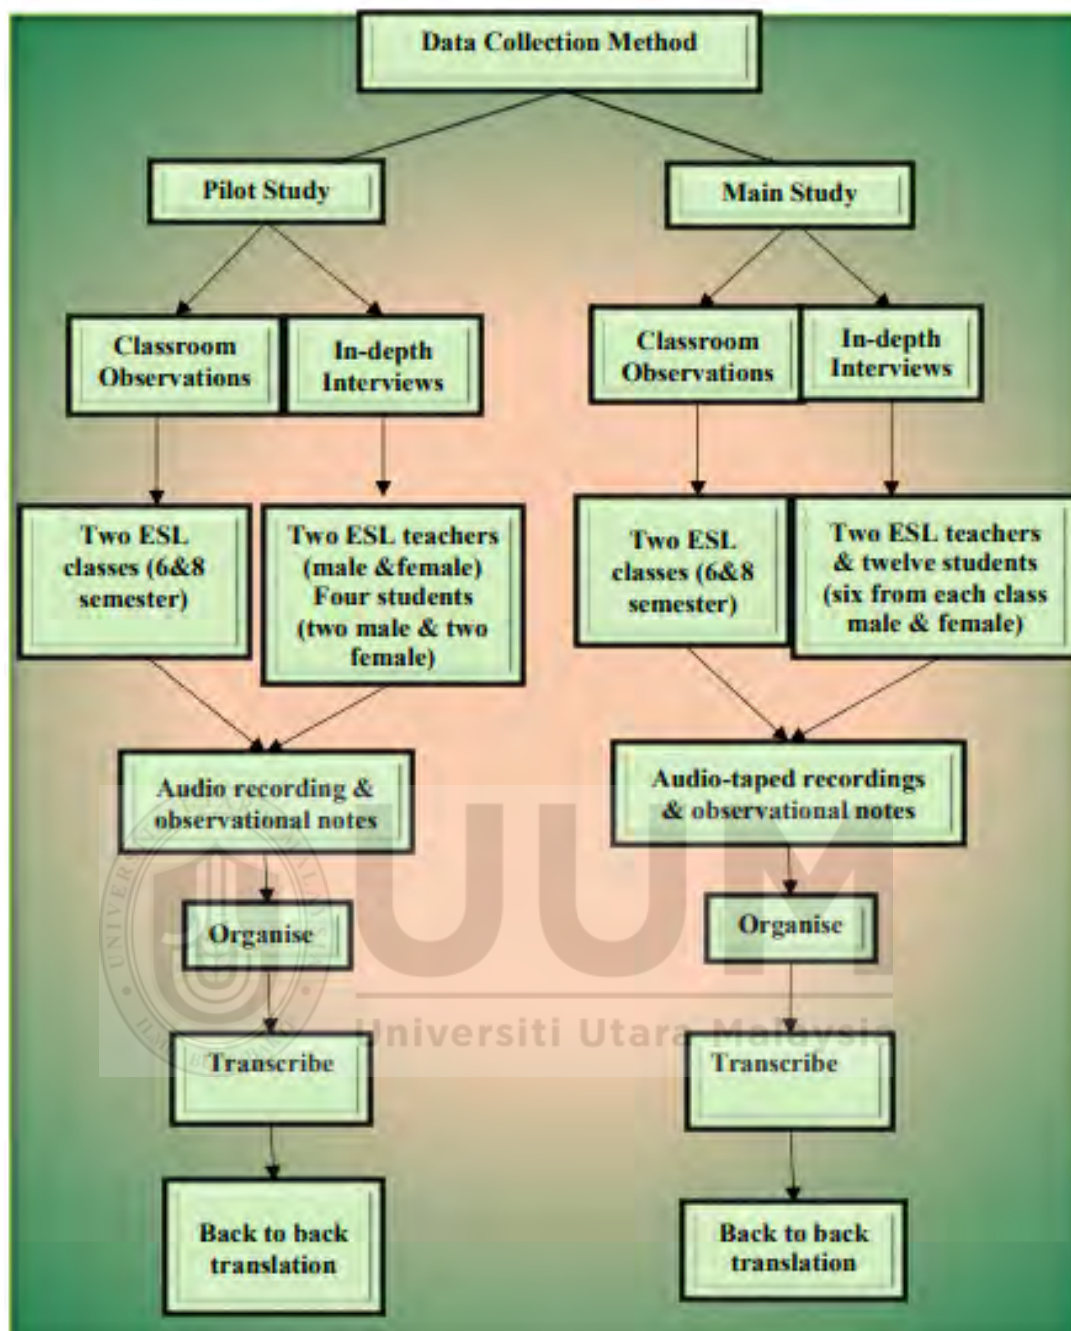 Data Collection Method
Pilot Study
Main Study
Classroom
Observations
In-depth
Interviews
Classroom
Observations
In-depth
Interviews
Two ESL
classes (6&8
semester)
Two ESL teachers
(male &female)
Four students
(two male & two
female)
Two ESL
classes (6&8
semester)
Two ESL teachers
& twelve students
(six from each class
male & female)
Audio recording &
observational notes
Audio-taped recordings
& observational notes
UUM
Universiti Utara Malaysia
Organise
Organise
Transcribe
Transcribe
Back to back
translation
Back to back
translation